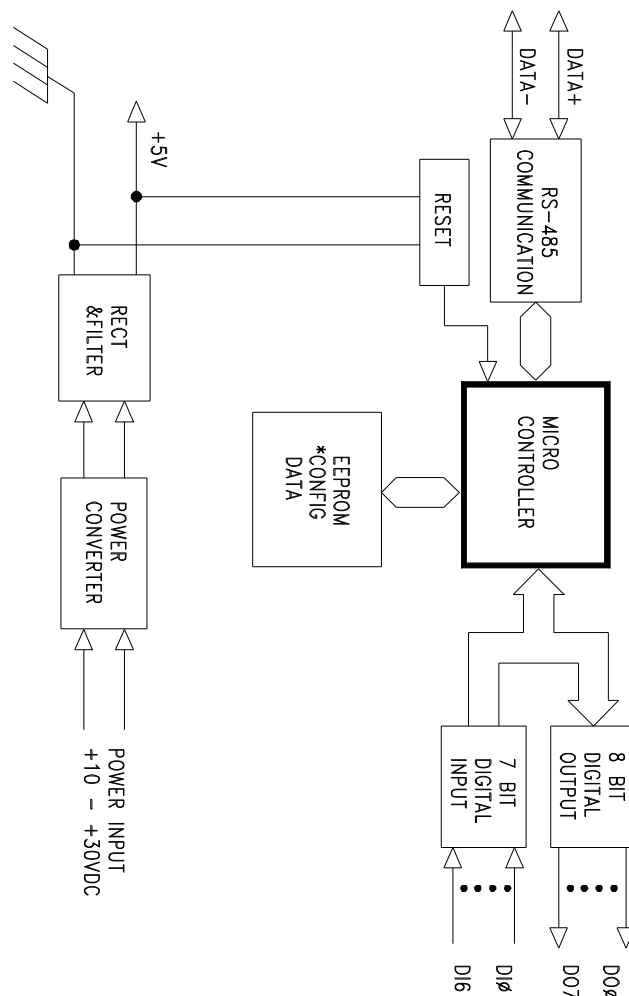 DATA+
DATA-
RS-485
COMMUNICATION
RESET
+5V
MICRO
CONTROLLER
EEPROM
*CONFIG
DATA
RECT
&FILTER
POWER
CONVERTER
POWER INPUT
+10 - +30VDC
8 BIT
DIGITAL
OUTPUT
7 BIT
DIGITAL
INPUT
DOø
DO7
DIø
DI6